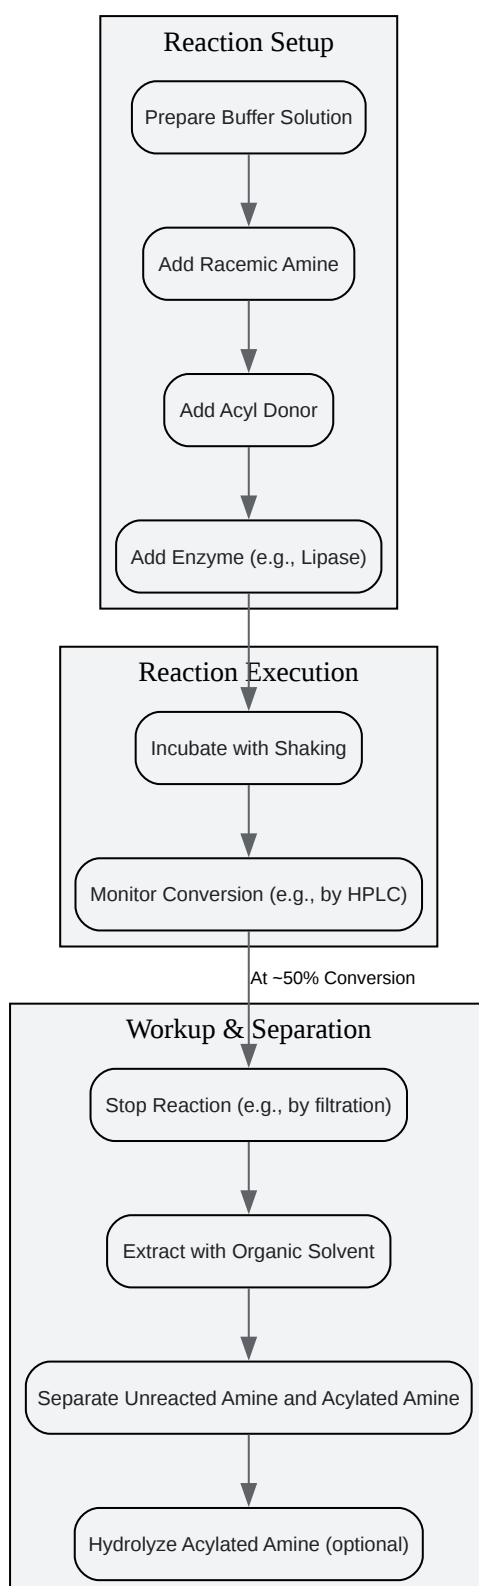 Reaction Setup
Prepare Buffer Solution
Add Racemic Amine
Add Acyl Donor
Add Enzyme (e.g., Lipase)
Reaction Execution
Incubate with Shaking
Monitor Conversion (e.g., by HPLC)
At ~50% Conversion
Workup & Separation
Stop Reaction (e.g., by filtration)
Extract with Organic Solvent
Separate Unreacted Amine and Acylated Amine
Hydrolyze Acylated Amine (optional)